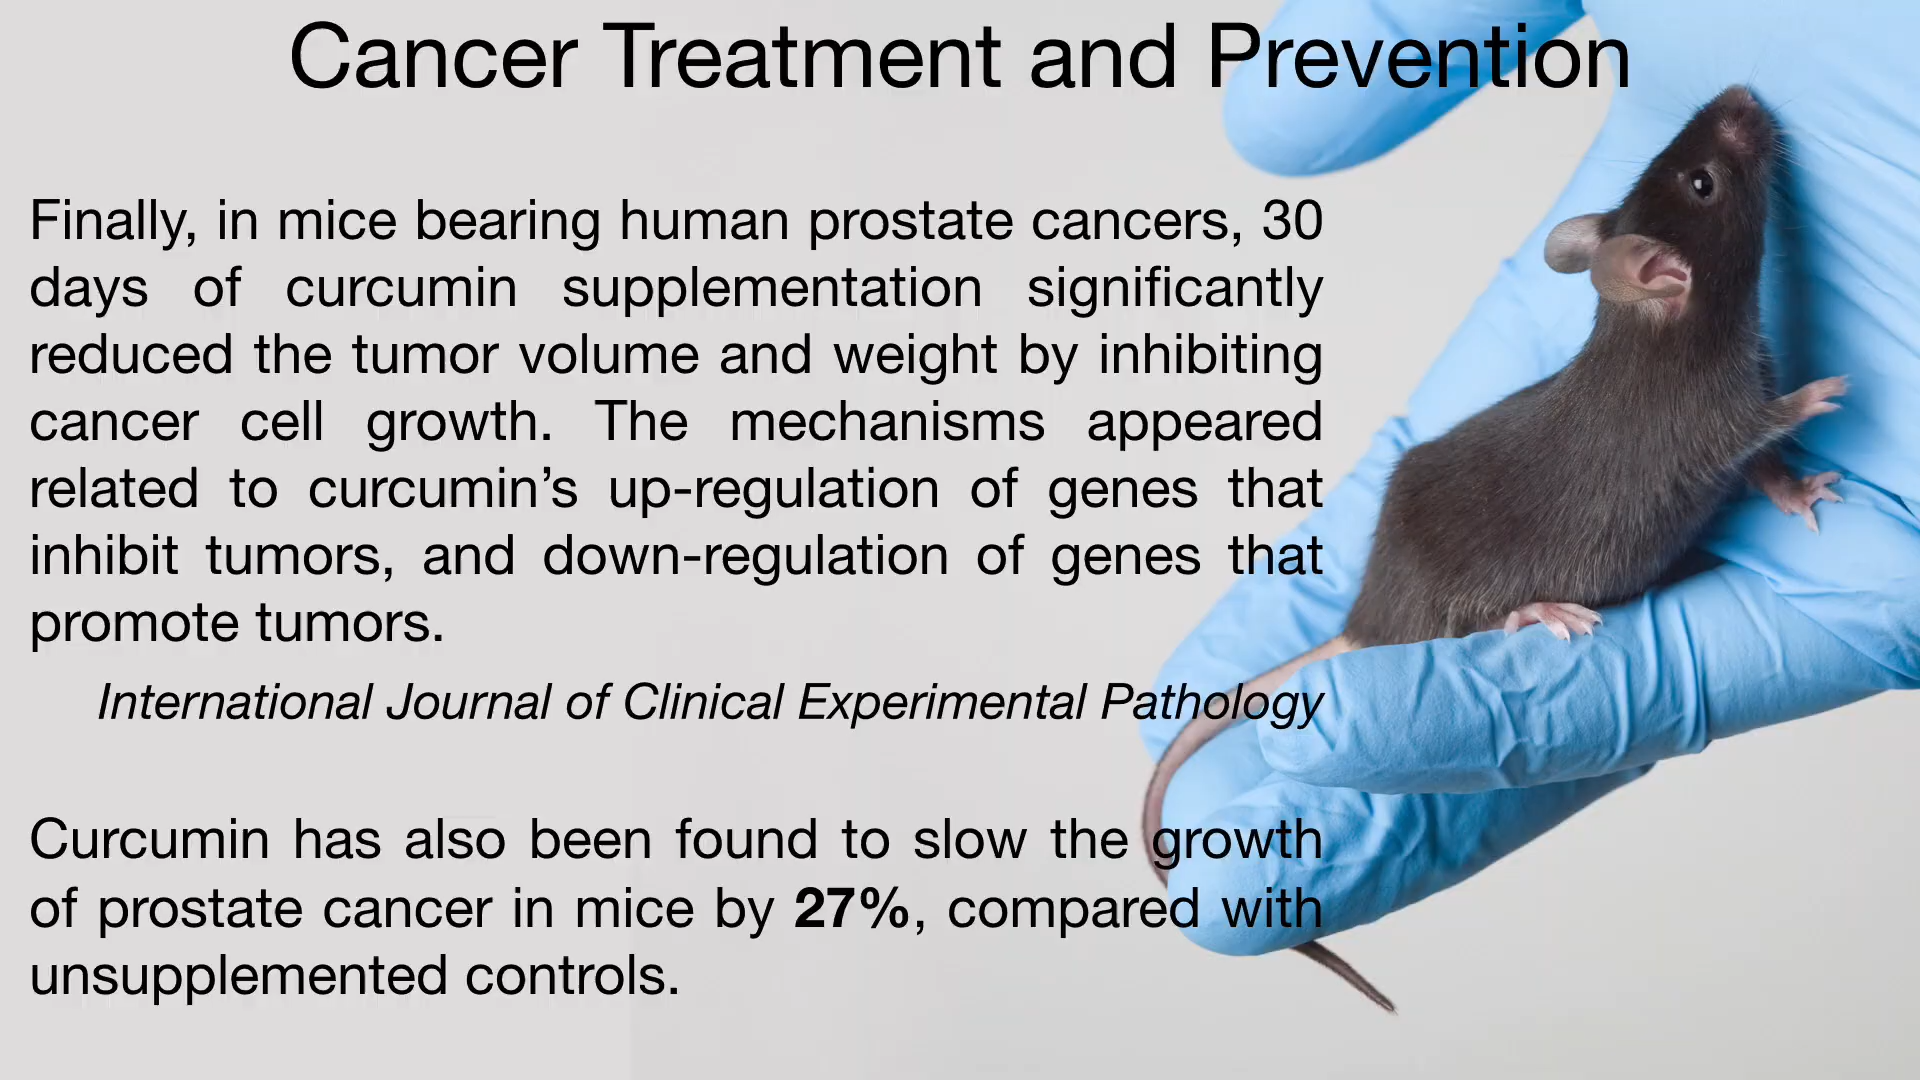 Cancer Treatment and Prevention
Finally, in mice bearing human prostate cancers, 30
days of curcumin supplementation significantly
reduced the tumor volume and weight by inhibiting
cancer cell growth. The mechanisms appeared
related to curcumin’s up-regulation of genes that
inhibit tumors, and down-regulation of genes that
promote tumors.
International Journal of Clinical Experimental Pathology
Curcumin has also been found to slow the growth
of prostate cancer in mice by 27%, compared with
unsupplemented controls.